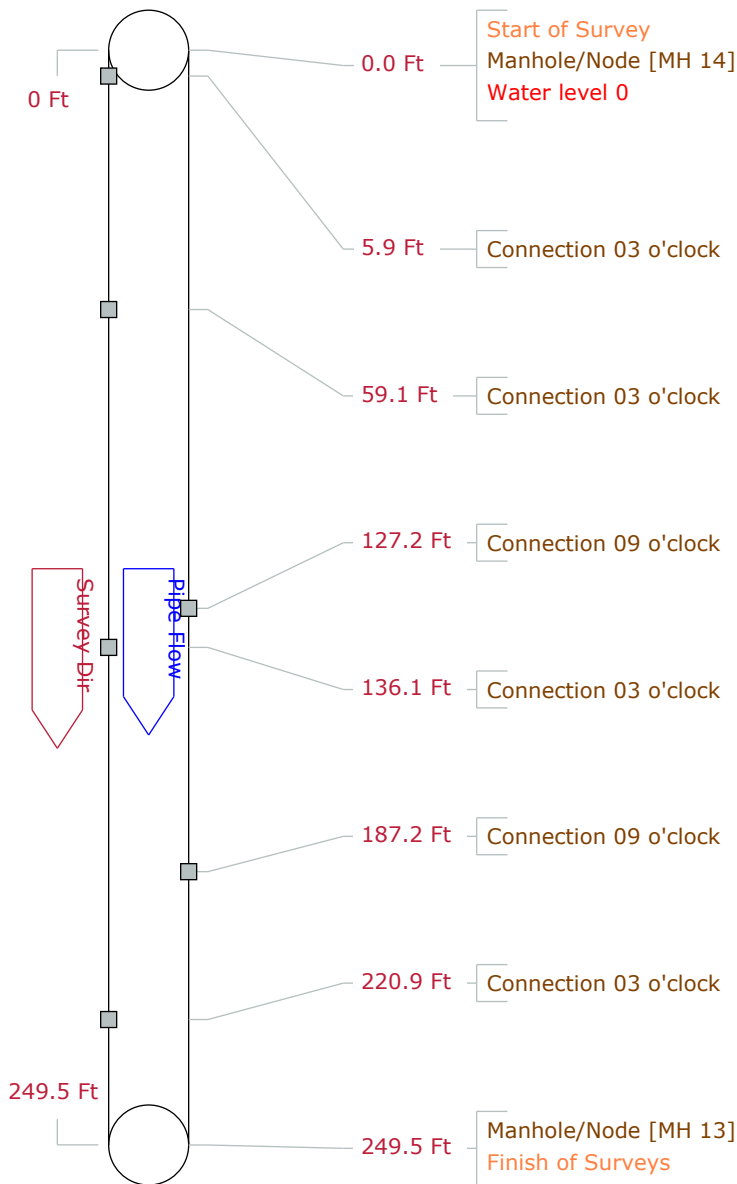 Start of Survey
0.0 Ft
Manhole/Node [MH 14]
Water level 0
0 Ft
5.9 Ft
Connection 03 o'clock
59.1 Ft
Connection 03 o'clock
127.2 Ft
Connection 09 o'clock
Survey Dir
Pipe Flow
136.1 Ft
Connection 03 o'clock
187.2 Ft
Connection 09 o'clock
220.9 Ft
Connection 03 o'clock
249.5 Ft
249.5 Ft
Manhole/Node [MH 13]
Finish of Surveys